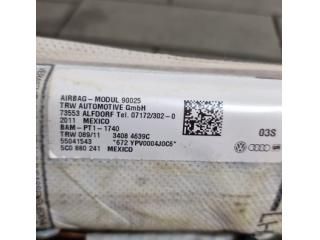 AIRBAG-MODUL 90025
TRW AUTOMOTIVE GmbH
73553 ALFDORF Tel. 07172/302-0
2011 MEXICO
BAM-PT1-1740
TRW 089/11 3408 4639C
55041543 *672 YPV0004J0C6*
5C0 880 241 MEXICO
03S